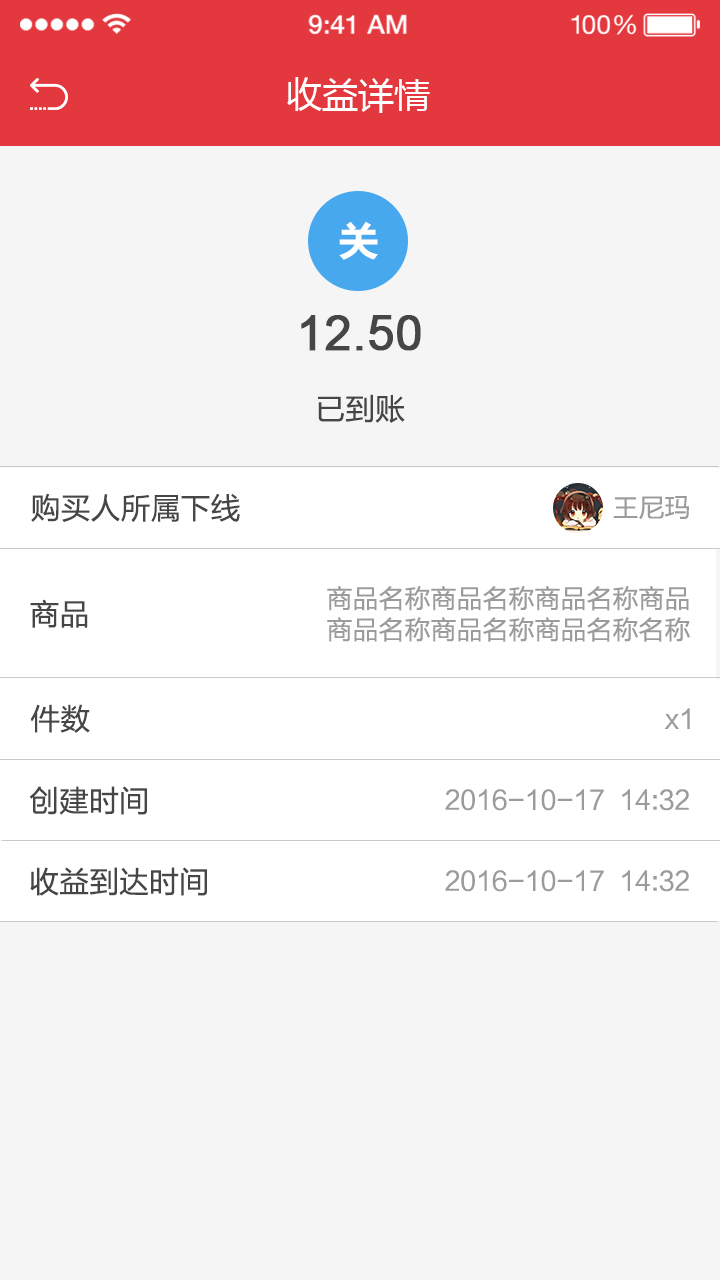 9:41 AM
100%
收益详情
关
12.50
已到账
购买人所属下线
王尼玛
商品
商品名称商品名称商品名称商品
商品名称商品名称商品名称名称
件数
x1
创建时间
2016-10-17 14:32
收益到达时间
2016-10-17 14:32